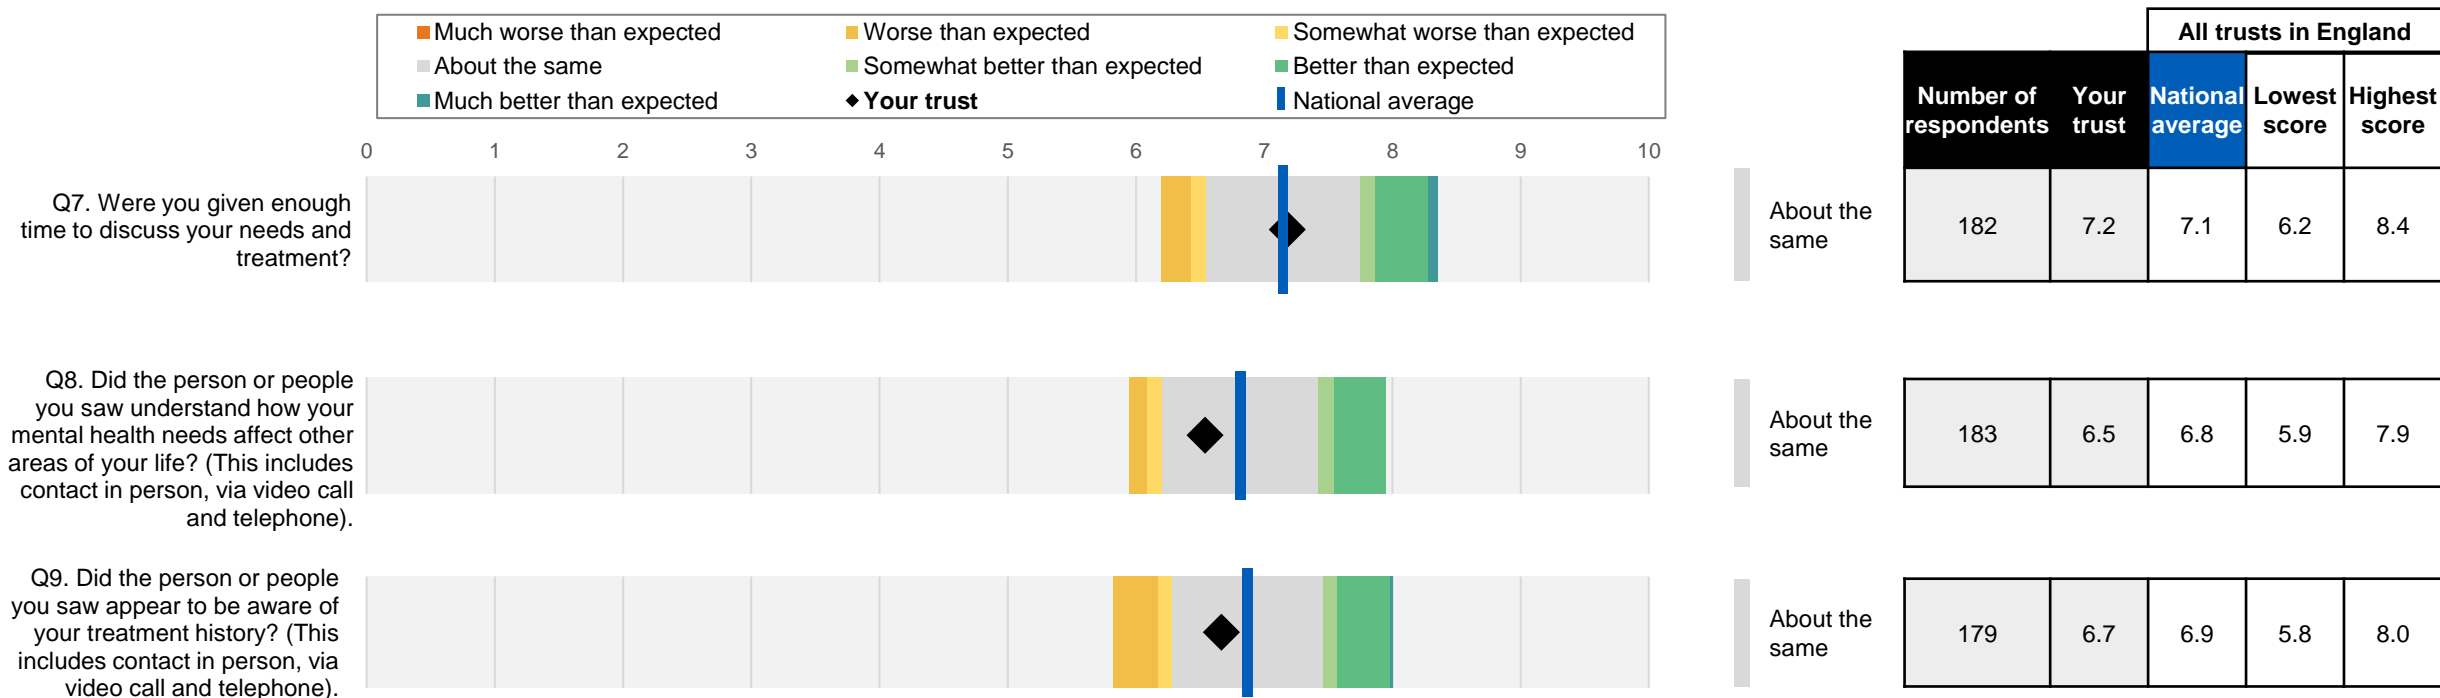 Much worse than expected
Worse than expected
Somewhat worse than expected
About the same
Somewhat better than expected
Better than expected
Much better than expected
Your trust
National average
All trusts in England
Number of respondents
Your trust
National average
Lowest score
Highest score
0 1 2 3 4 5 6 7 8 9 10
Q7. Were you given enough
time to discuss your needs and
treatment?
About the
same
182 7.2 7.1 6.2 8.4
Q8. Did the person or people
you saw understand how your
mental health needs affect other
areas of your life? (This includes
contact in person, via video call
and telephone).
About the
same
183 6.5 6.8 5.9 7.9
Q9. Did the person or people
you saw appear to be aware of
your treatment history? (This
includes contact in person, via
video call and telephone).
About the
same
179 6.7 6.9 5.8 8.0